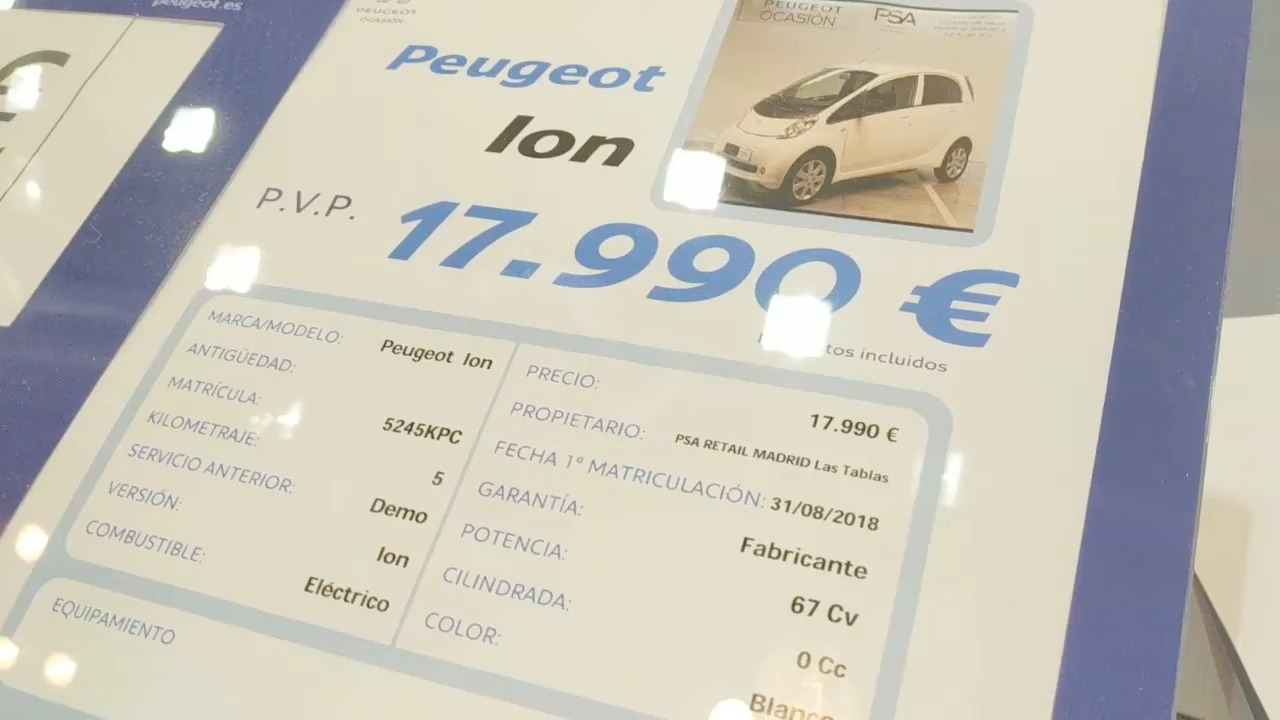 peugeot.es
€
PEUGEOT
OCASIÓN
PEUGEOT
OCASIÓN
PSA
Peugeot
Ion
P.V.P. 17.990 €
incluidos
MARCA/MODELO: Peugeot Ion
ANTIGÜEDAD:
MATRÍCULA: 5245KPC
KILOMETRAJE: 5
SERVICIO ANTERIOR: Demo
VERSIÓN: Ion
COMBUSTIBLE: Eléctrico
PRECIO: 17.990 €
PROPIETARIO: PSA RETAIL MADRID Las Tablas
FECHA 1ª MATRICULACIÓN: 31/08/2018
GARANTÍA: Fabricante
POTENCIA: 67 Cv
CILINDRADA: 0 Cc
COLOR: Blanco
EQUIPAMIENTO